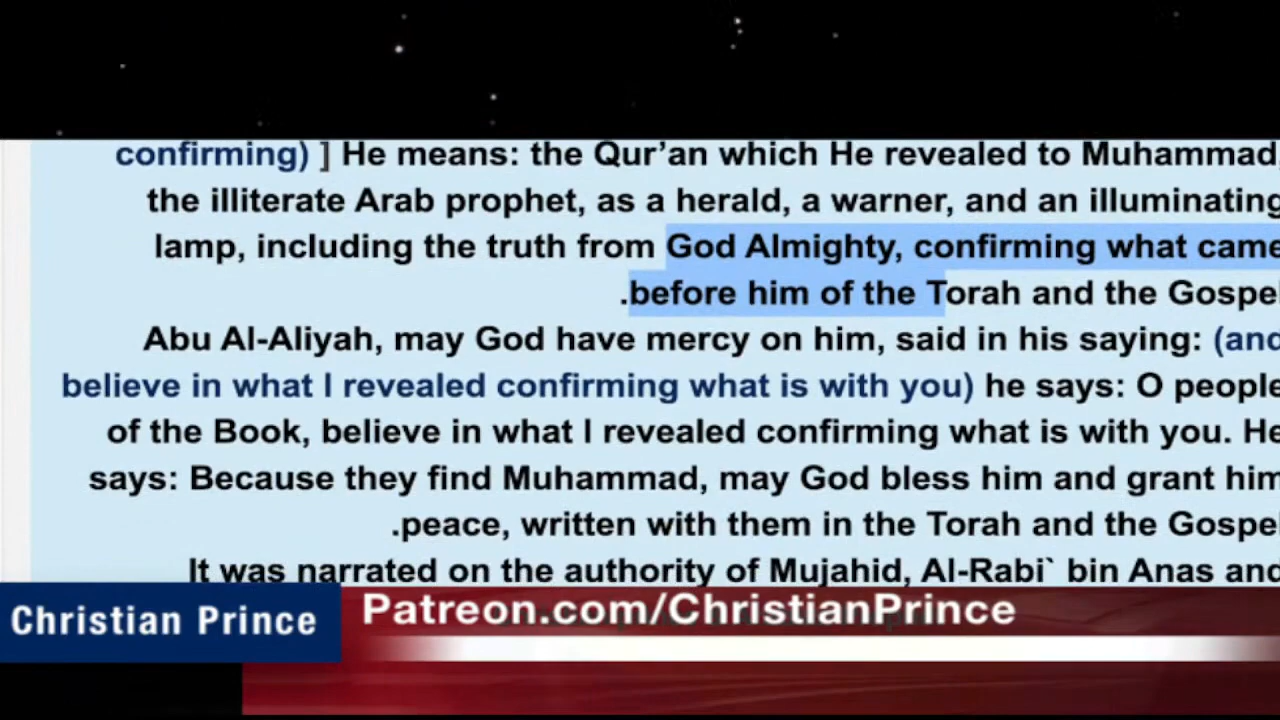 confirming) ] He means: the Qur’an which He revealed to Muhammad,
the illiterate Arab prophet, as a herald, a warner, and an illuminating
lamp, including the truth from God Almighty, confirming what came
.before him of the Torah and the Gospel
Abu Al-Aliyah, may God have mercy on him, said in his saying: (and
believe in what I revealed confirming what is with you) he says: O people
of the Book, believe in what I revealed confirming what is with you. He
says: Because they find Muhammad, may God bless him and grant him
.peace, written with them in the Torah and the Gospel
It was narrated on the authority of Mujahid, Al-Rabi` bin Anas and
Christian Prince
Patreon.com/ChristianPrince